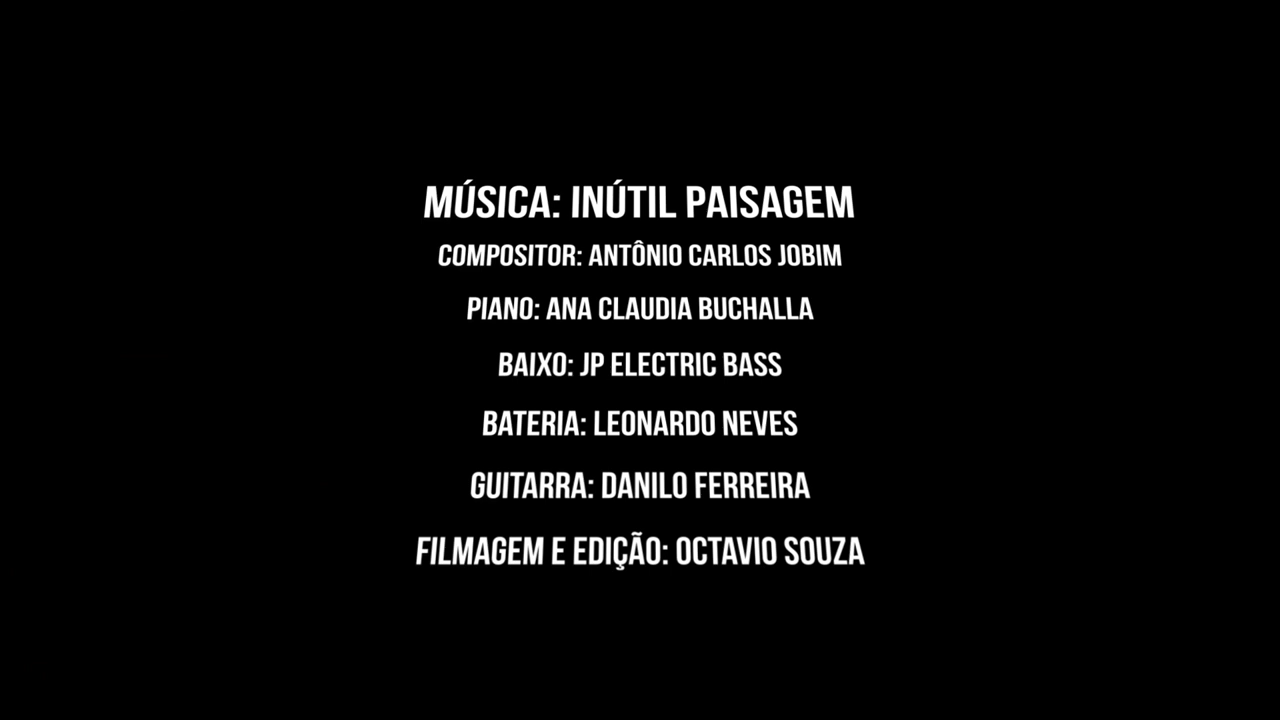 MÚSICA: INÚTIL PAISAGEM
COMPOSITOR: ANTÔNIO CARLOS JOBIM
PIANO: ANA CLAUDIA BUCHALLA
BAIXO: JP ELECTRIC BASS
BATERIA: LEONARDO NEVES
GUITARRA: DANILO FERREIRA
FILMAGEM E EDIÇÃO: OCTAVIO SOUZA